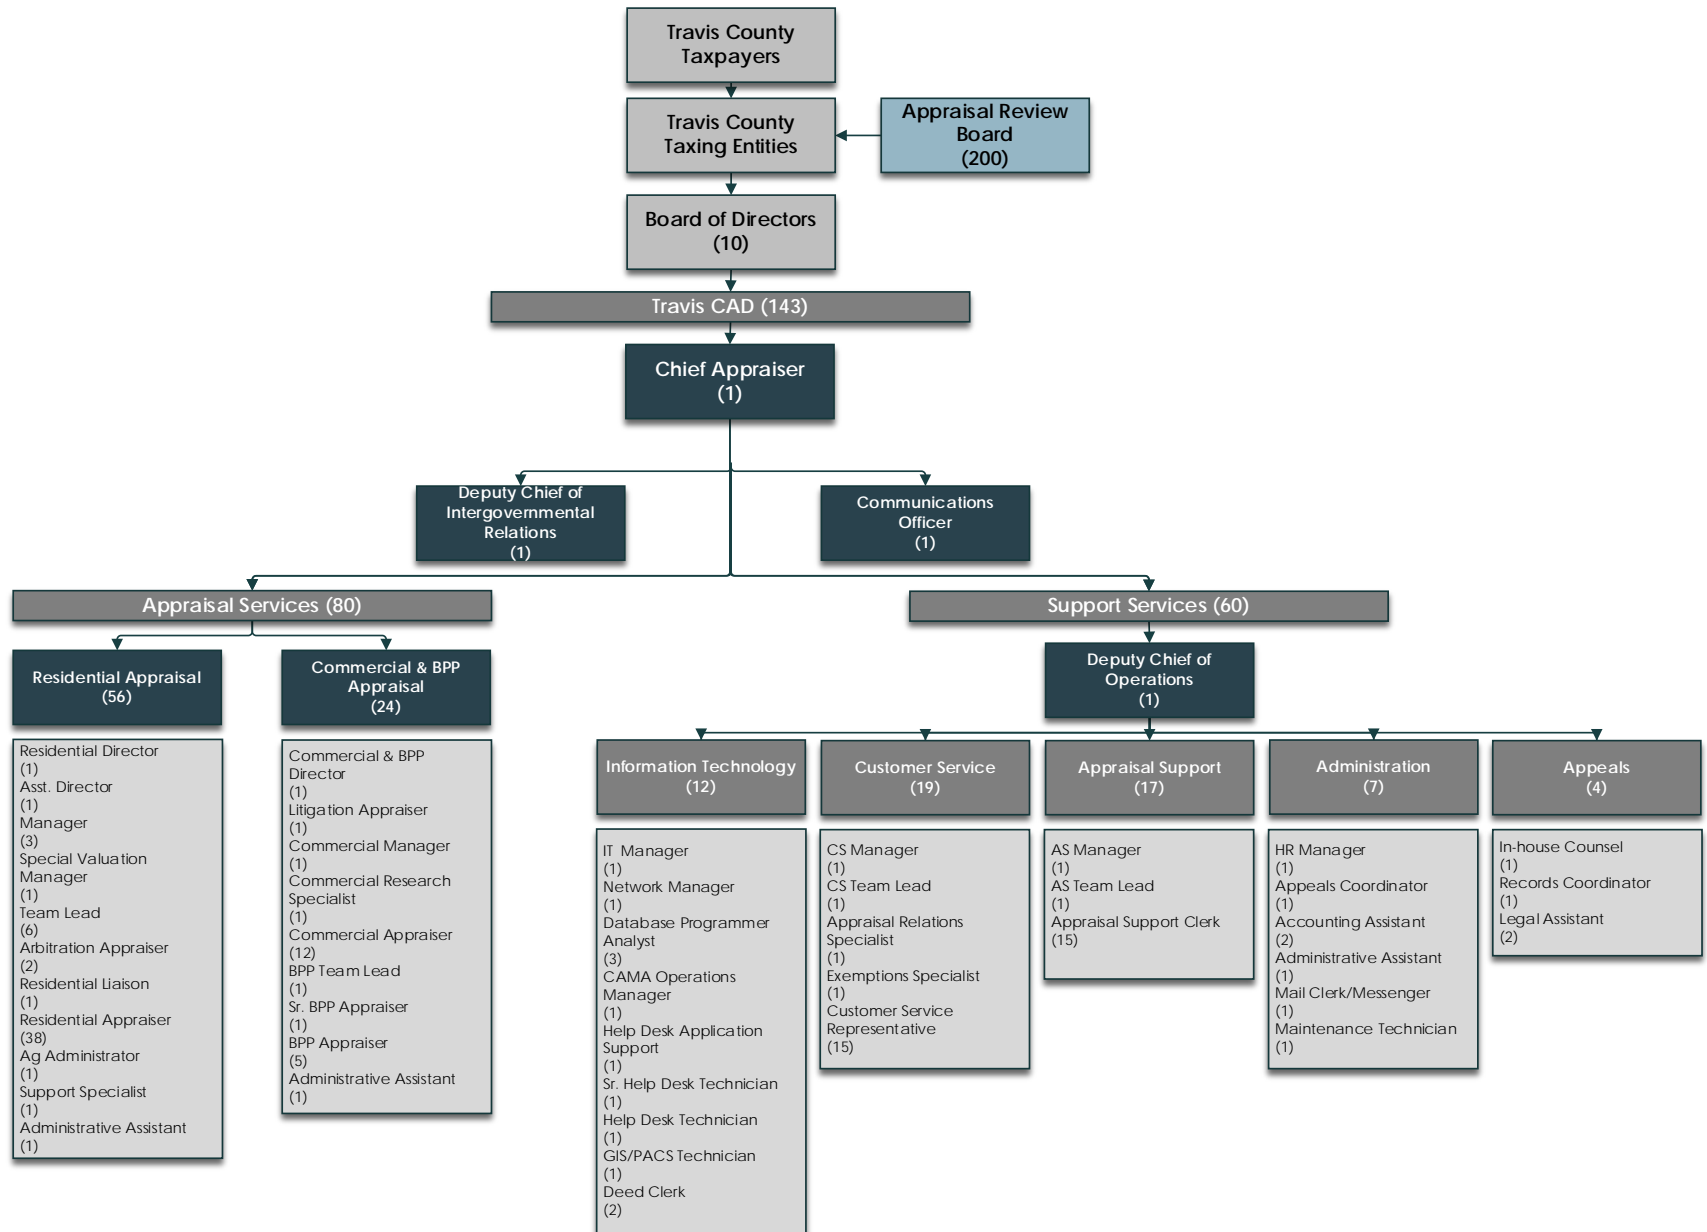 Travis County
Taxpayers
Travis County
Taxing Entities
Appraisal Review
Board
(200)
Board of Directors
(10)
Travis CAD (143)
Chief Appraiser
(1)
Deputy Chief of
Intergovernmental
Relations
(1)
Communications
Officer
(1)
Appraisal Services (80)
Support Services (60)
Residential Appraisal
(56)
Commercial & BPP
Appraisal
(24)
Deputy Chief of
Operations
(1)
Residential Director
(1)
Asst. Director
(1)
Manager
(3)
Special Valuation
Manager
(1)
Team Lead
(6)
Arbitration Appraiser
(2)
Residential Liaison
(1)
Residential Appraiser
(38)
Ag Administrator
(1)
Support Specialist
(1)
Administrative Assistant
(1)
Commercial & BPP
Director
(1)
Litigation Appraiser
(1)
Commercial Manager
(1)
Commercial Research
Specialist
(1)
Commercial Appraiser
(12)
BPP Team Lead
(1)
Sr. BPP Appraiser
(1)
BPP Appraiser
(5)
Administrative Assistant
(1)
Information Technology
(12)
Customer Service
(19)
Appraisal Support
(17)
Administration
(7)
Appeals
(4)
IT Manager
(1)
Network Manager
(1)
Database Programmer
Analyst
(3)
CAMA Operations
Manager
(1)
Help Desk Application
Support
(1)
Sr. Help Desk Technician
(1)
Help Desk Technician
(1)
GIS/PACS Technician
(1)
Deed Clerk
(2)
CS Manager
(1)
CS Team Lead
(1)
Appraisal Relations
Specialist
(1)
Exemptions Specialist
(1)
Customer Service
Representative
(15)
AS Manager
(1)
AS Team Lead
(1)
Appraisal Support Clerk
(15)
HR Manager
(1)
Appeals Coordinator
(1)
Accounting Assistant
(2)
Administrative Assistant
(1)
Mail Clerk/Messenger
(1)
Maintenance Technician
(1)
In-house Counsel
(1)
Records Coordinator
(1)
Legal Assistant
(2)